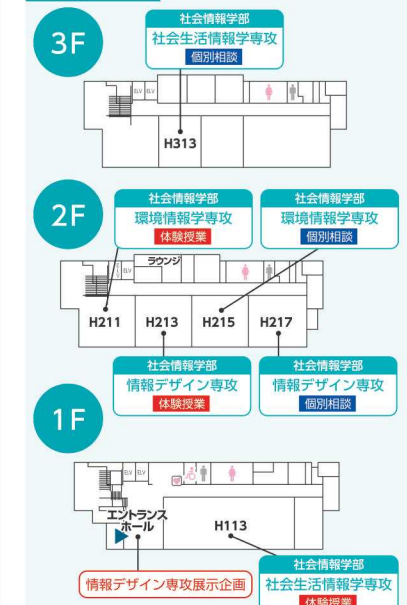 3F
社会情報学部
社会生活情報学専攻
個別相談
ELV ELV
H313
2F
社会情報学部
環境情報学専攻
体験授業
社会情報学部
環境情報学専攻
個別相談
ELV
ELV
ラウンジ
H211
H213
H215
H217
社会情報学部
情報デザイン専攻
体験授業
社会情報学部
情報デザイン専攻
個別相談
1F
ELV ELV
エントランス
ホール
H113
情報デザイン専攻展示企画
社会情報学部
社会生活情報学専攻
体験授業